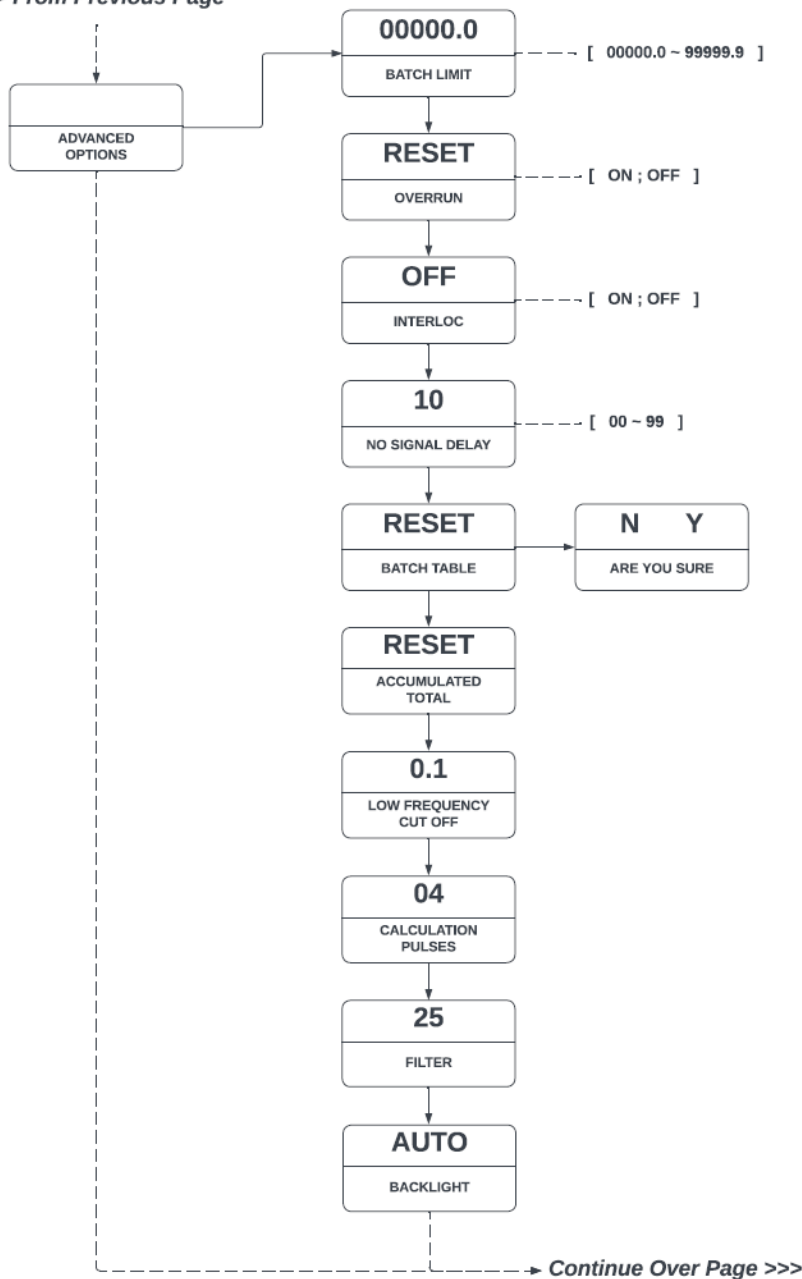 From Previous Page
00000.0
BATCH LIMIT
[ 00000.0 ~ 99999.9 ]
ADVANCED
OPTIONS
RESET
OVERRUN
[ ON ; OFF ]
OFF
INTERLOC
[ ON ; OFF ]
10
NO SIGNAL DELAY
[ 00 ~ 99 ]
RESET
BATCH TABLE
N Y
ARE YOU SURE
RESET
ACCUMULATED
TOTAL
0.1
LOW FREQUENCY
CUT OFF
04
CALCULATION
PULSES
25
FILTER
AUTO
BACKLIGHT
Continue Over Page >>>